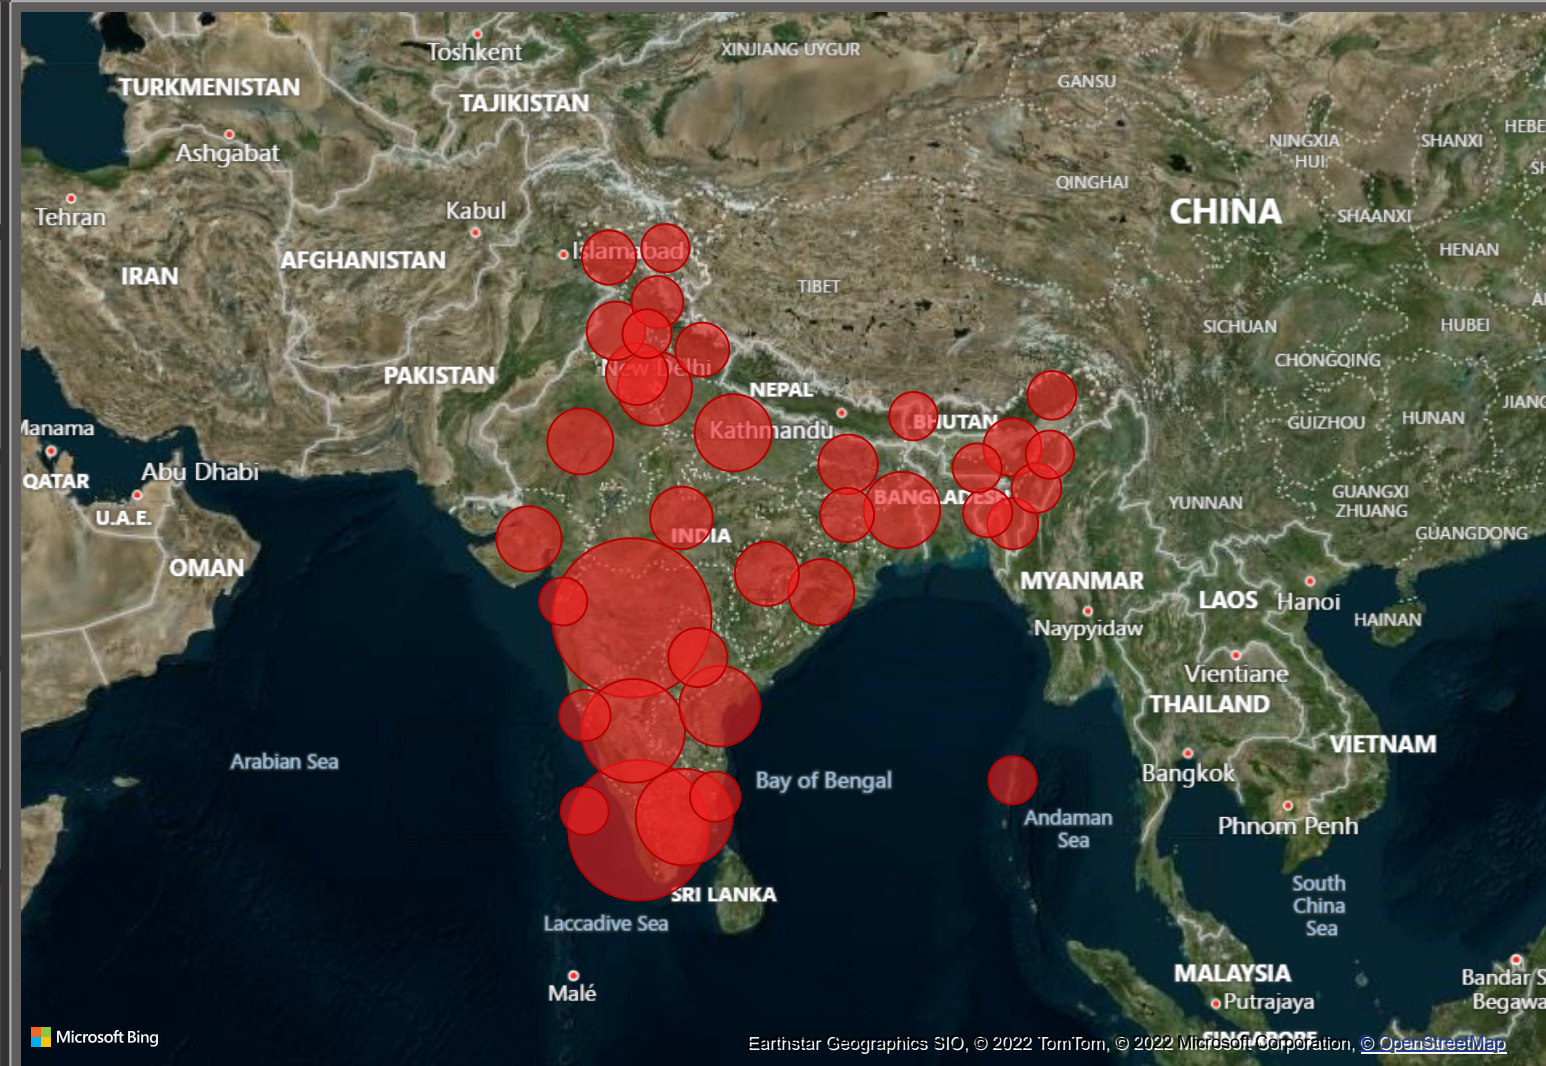 Toshkent
XINJIANG UYGUR
TURKMENISTAN
TAJIKISTAN
GANSU
HEBE
Ashgabat
NINGXIA
HUI
SHANXI
QINGHAI
Tehran
Kabul
CHINA
SHAANXI
AFGHANISTAN
Islamabad
HENAN
IRAN
TIBET
SICHUAN
HUBEI
CHONGQING
New Delhi
PAKISTAN
NEPAL
JIANG
Manama
Kathmandu
BHUTAN
GUIZHOU
HUNAN
QATAR
Abu Dhabi
BANGLADESH
YUNNAN
GUANGXI
ZHUANG
U.A.E.
INDIA
GUANGDONG
OMAN
MYANMAR
LAOS
Hanoi
HAINAN
Naypyidaw
Vientiane
THAILAND
VIETNAM
Arabian Sea
Bay of Bengal
Bangkok
Andaman
Sea
Phnom Penh
SRI LANKA
South
China
Sea
Laccadive Sea
MALAYSIA
Bandar S
Begawa
Malé
Putrajaya
Microsoft Bing
SINGAPORE
Earthstar Geographics SIO, © 2022 TomTom, © 2022 Microsoft Corporation, © OpenStreetMap